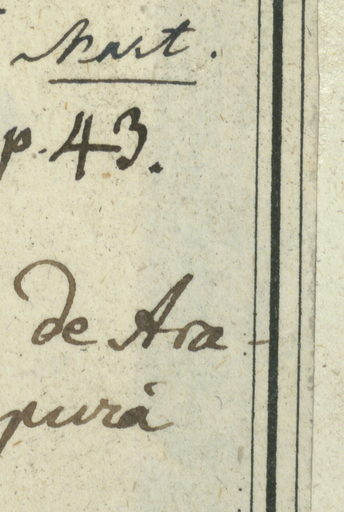 Mart.
p. 43.
de Ara-
purá